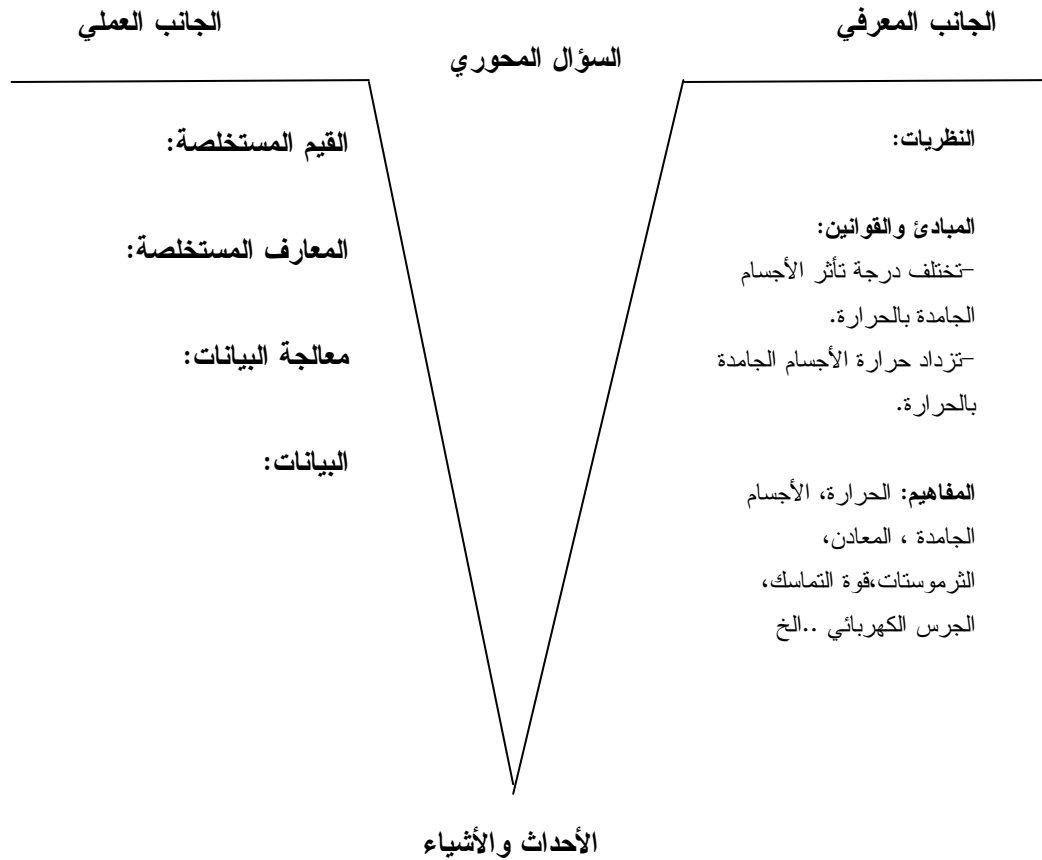 الجانب المعرفي
السؤال المحوري
الجانب العملي
النظريات:
المبادئ والقوانين:
-تختلف درجة تأثر الأجسام
الجامدة بالحرارة.
-تزداد حرارة الأجسام الجامدة
بالحرارة.
المفاهيم: الحرارة، الأجسام
الجامدة ، المعادن،
الثرموستات،قوة التماسك،
الجرس الكهربائي ..الخ
القيم المستخلصة:
المعارف المستخلصة:
معالجة البيانات:
البيانات:
الأحداث والأشياء